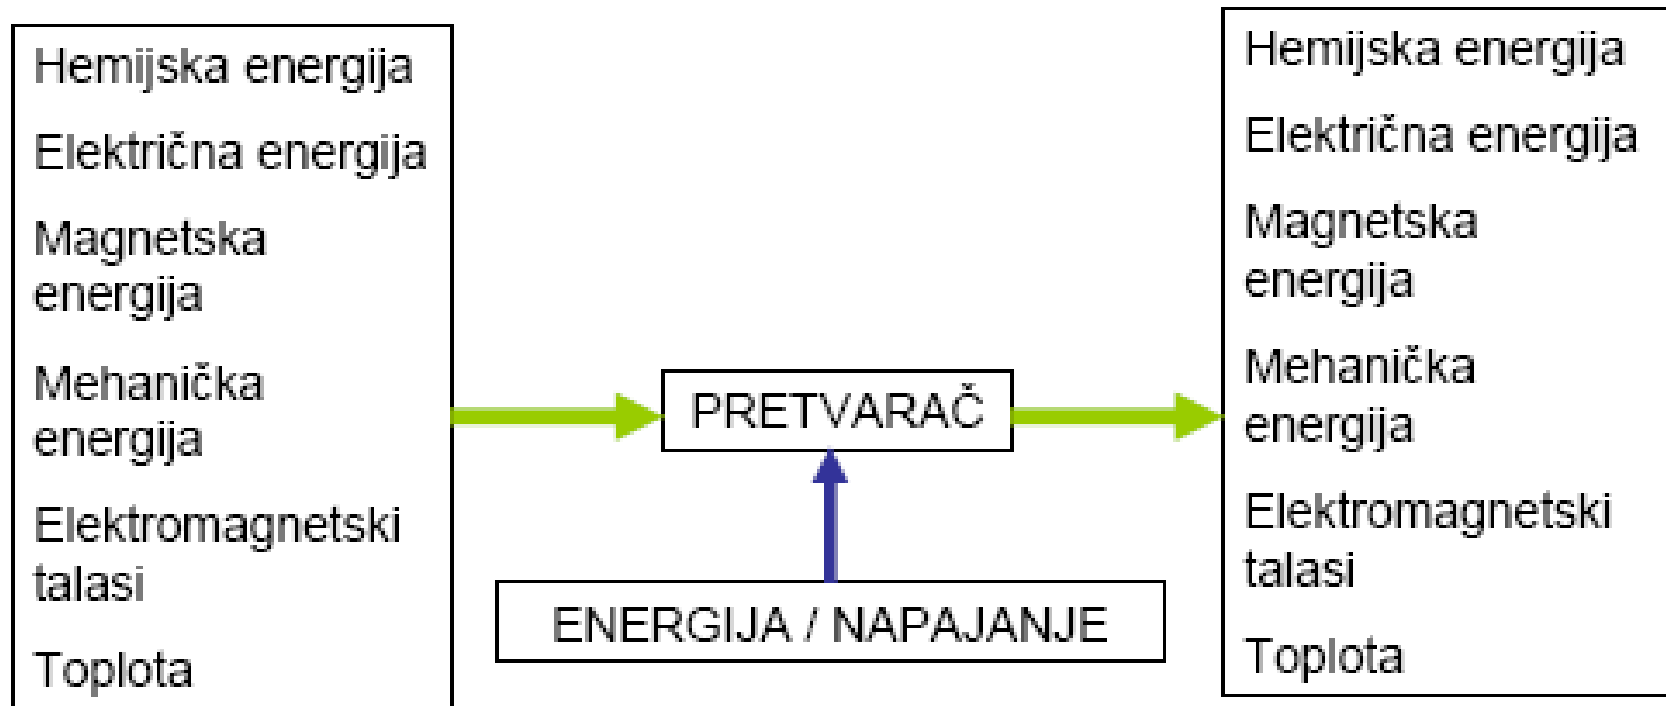 Hemijska energija
Električna energija
Magnetska
energija
Mehanička
energija
Elektromagnetski
talasi
Toplota
PRETVARAČ
ENERGIJA / NAPAJANJE
Hemijska energija
Električna energija
Magnetska
energija
Mehanička
energija
Elektromagnetski
talasi
Toplota